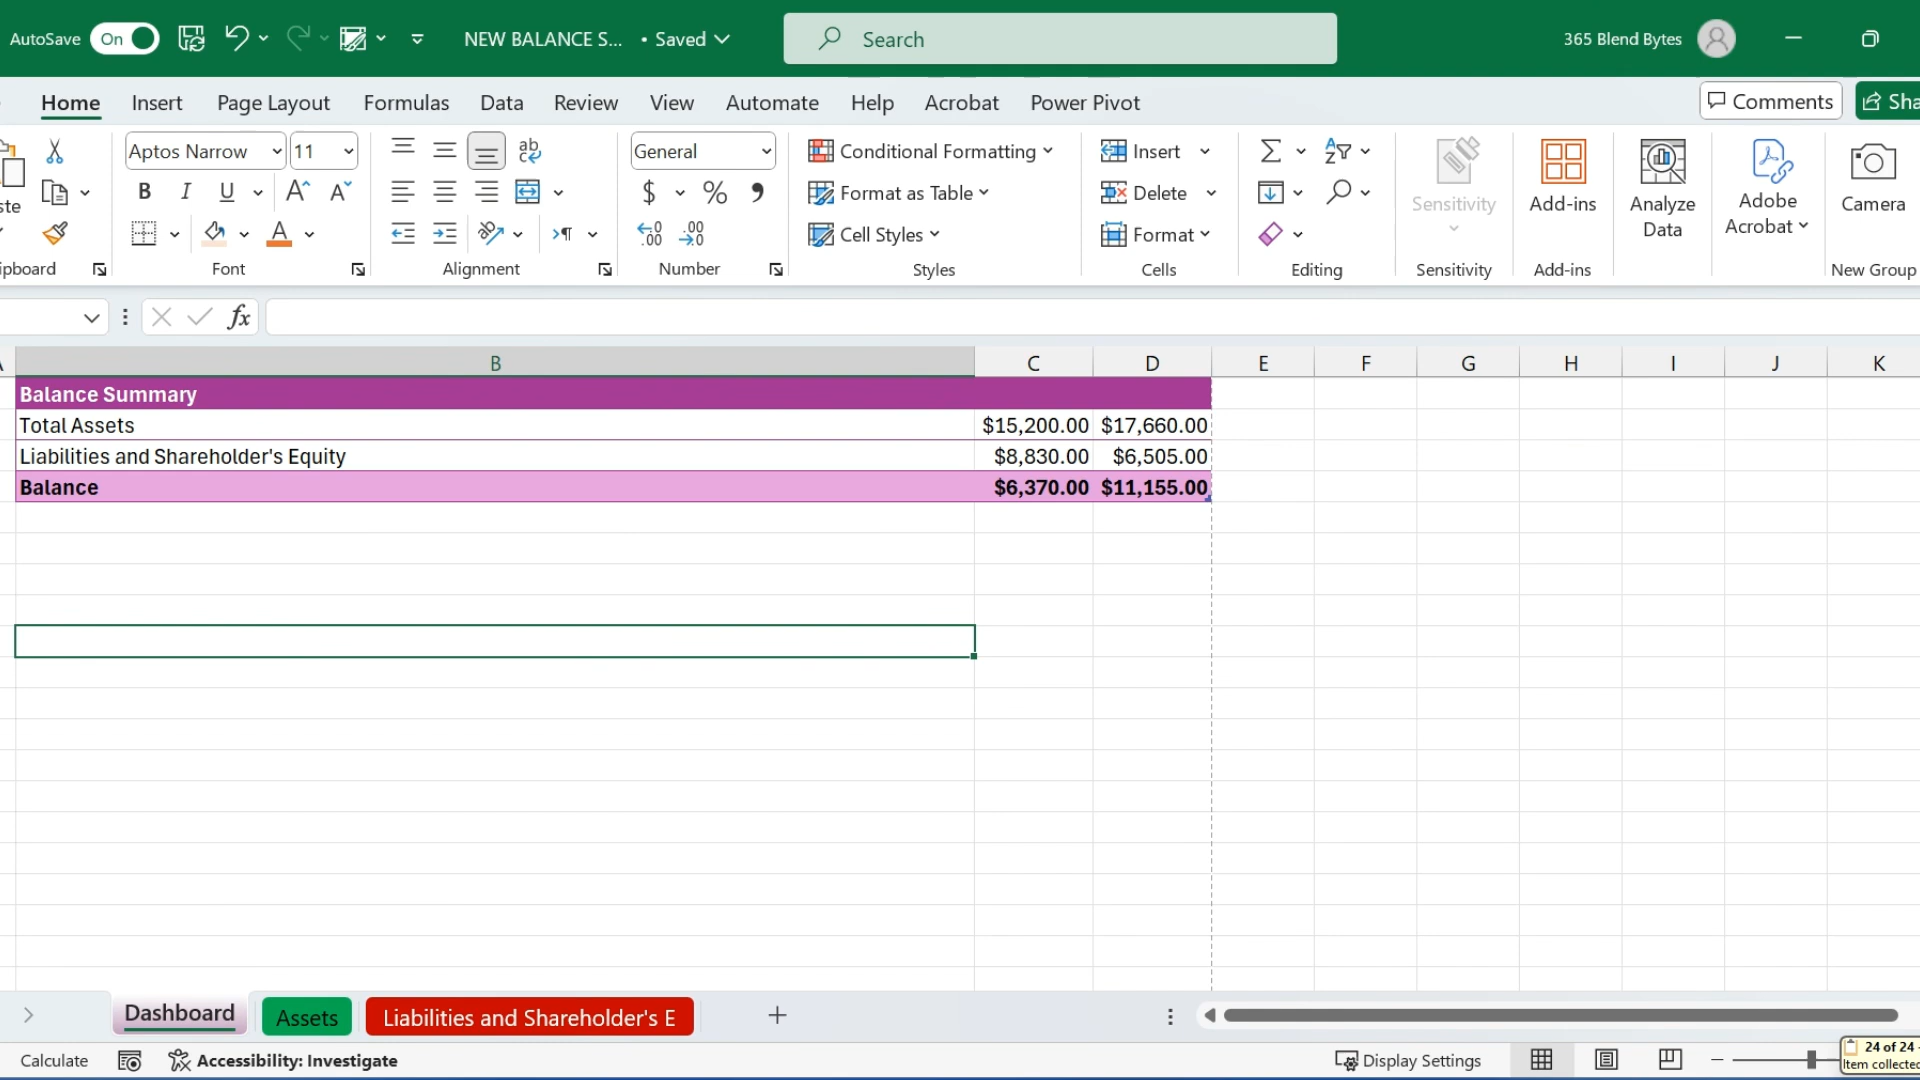 AutoSave On NEW BALANCE S... • Saved Search 365 Blend Bytes
Home Insert Page Layout Formulas Data Review View Automate Help Acrobat Power Pivot Comments Sha
ste Aptos Narrow 11 General Conditional Formatting Insert Sensitivity Add-ins Analyze Data Adobe Acrobat Camera
B I U A A $ % Format as Table Delete
A Cell Styles Format
ipboard Font Alignment Number Styles Cells Editing Sensitivity Add-ins New Group
fx
B C D E F G H I J K
Balance Summary
Total Assets $15,200.00 $17,660.00
Liabilities and Shareholder's Equity $8,830.00 $6,505.00
Balance $6,370.00 $11,155.00
Dashboard Assets Liabilities and Shareholder's E
Calculate Accessibility: Investigate Display Settings
24 of 24 -
Item collected